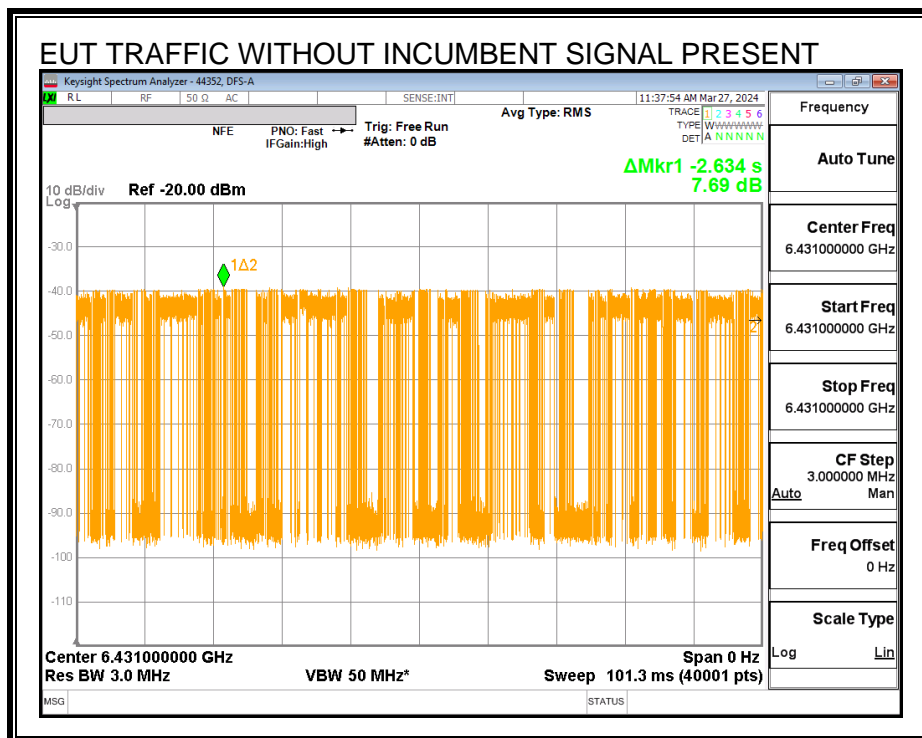 EUT TRAFFIC WITHOUT INCUMBENT SIGNAL PRESENT
Keysight Spectrum Analyzer - 44352, DFS-A
LXI RL RF 50 Ω AC SENSE:INT 11:37:54 AM Mar 27, 2024
NFE PNO: Fast Trig: Free Run Avg Type: RMS TRACE 1 2 3 4 5 6
IFGain:High #Atten: 0 dB TYPE WWWWWW
DET A N N N N N
ΔMkr1 -2.634 s
7.69 dB
10 dB/div Ref -20.00 dBm
Log
-30.0
1Δ2
-40.0
2
-50.0
-60.0
-70.0
-80.0
-90.0
-100
-110
Center 6.431000000 GHz Span 0 Hz
Res BW 3.0 MHz VBW 50 MHz* Sweep 101.3 ms (40001 pts)
MSG STATUS
Frequency
Auto Tune
Center Freq
6.431000000 GHz
Start Freq
6.431000000 GHz
Stop Freq
6.431000000 GHz
CF Step
3.000000 MHz
Auto Man
Freq Offset
0 Hz
Scale Type
Log Lin